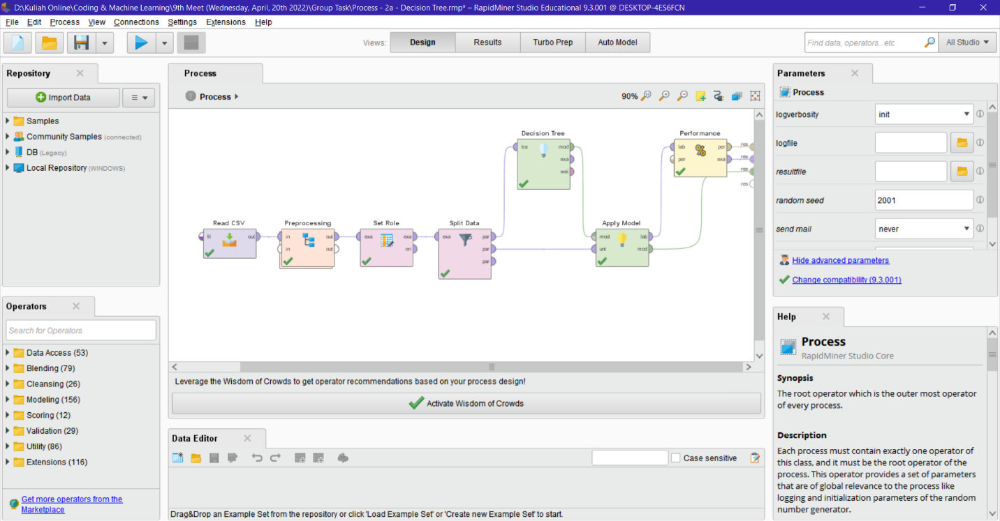 D:\Kuliah Online\Coding & Machine Learning\9th Meet (Wednesday, April, 20th 2022)\Group Task\Process - 2a - Decision Tree.rmp* – RapidMiner Studio Educational 9.3.001 @ DESKTOP-4ES6FCN
File Edit Process View Connections Settings Extensions Help
Views: Design Results Turbo Prep Auto Model
Find data, operators...etc
All Studio
Repository
Import Data
Samples
Community Samples (connected)
DB (Legacy)
Local Repository (WINDOWS)
Operators
Search for Operators
Data Access (53)
Blending (79)
Cleansing (26)
Modeling (156)
Scoring (12)
Validation (29)
Utility (86)
Extensions (116)
Get more operators from the
Marketplace
Process
Process
90%
Read CSV
fil out
Preprocessing
in out
in out
Set Role
exa exa
ori
Split Data
exa par
par
par
Decision Tree
tra mod
exa
wei
Apply Model
mod lab
unl mod
Performance
lab per
per exa
res
res
res
res
Leverage the Wisdom of Crowds to get operator recommendations based on your process design!
Activate Wisdom of Crowds
Data Editor
Case sensitive
Drag&Drop an Example Set from the repository or click 'Load Example Set' or 'Create new Example Set' to start.
Parameters
Process
logverbosity init
logfile
resultfile
random seed 2001
send mail never
Hide advanced parameters
Change compatibility (9.3.001)
Help
Process
RapidMiner Studio Core
Synopsis
The root operator which is the outer most operator
of every process.
Description
Each process must contain exactly one operator of
this class, and it must be the root operator of the
process. This operator provides a set of parameters
that are of global relevance to the process like
logging and initialization parameters of the random
number generator.